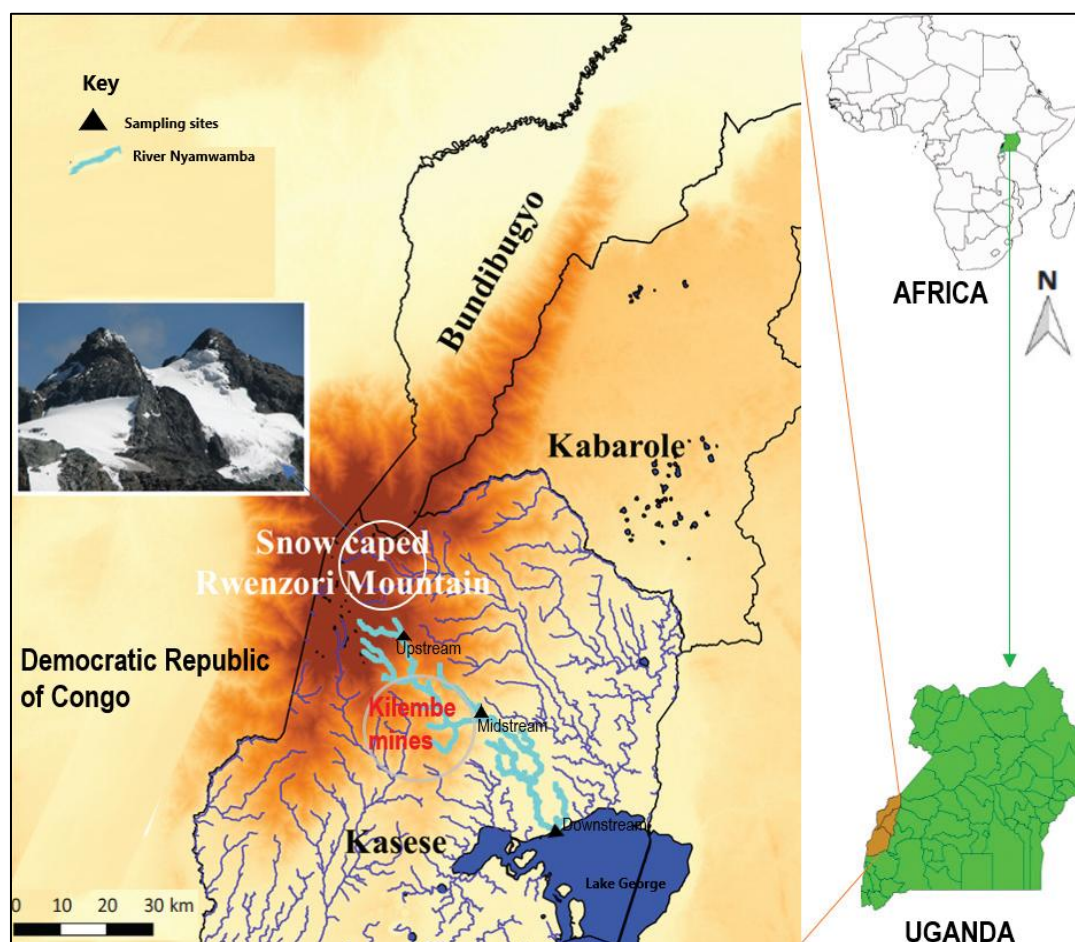 Key
Sampling sites
River Nyamwamba
Bundibugyo
Kabarole
Snow caped
Rwenzori Mountain
Upstream
Democratic Republic
of Congo
Kilembe
mines
Midstream
Downstream
Kasese
Lake George
0 10 20 30 km
AFRICA
N
UGANDA